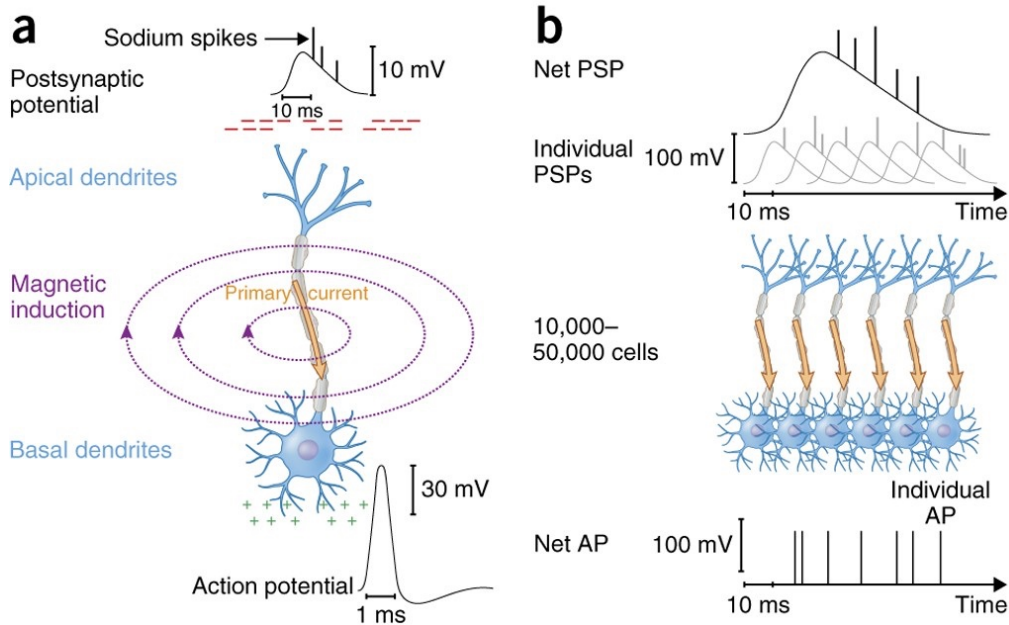 a
Sodium spikes
Postsynaptic
potential
10 mV
10 ms
Apical dendrites
Magnetic
induction
Primary current
Basal dendrites
30 mV
Action potential
1 ms
b
Net PSP
Individual
PSPs
100 mV
10 ms
Time
10,000–
50,000 cells
Individual
AP
Net AP
100 mV
10 ms
Time